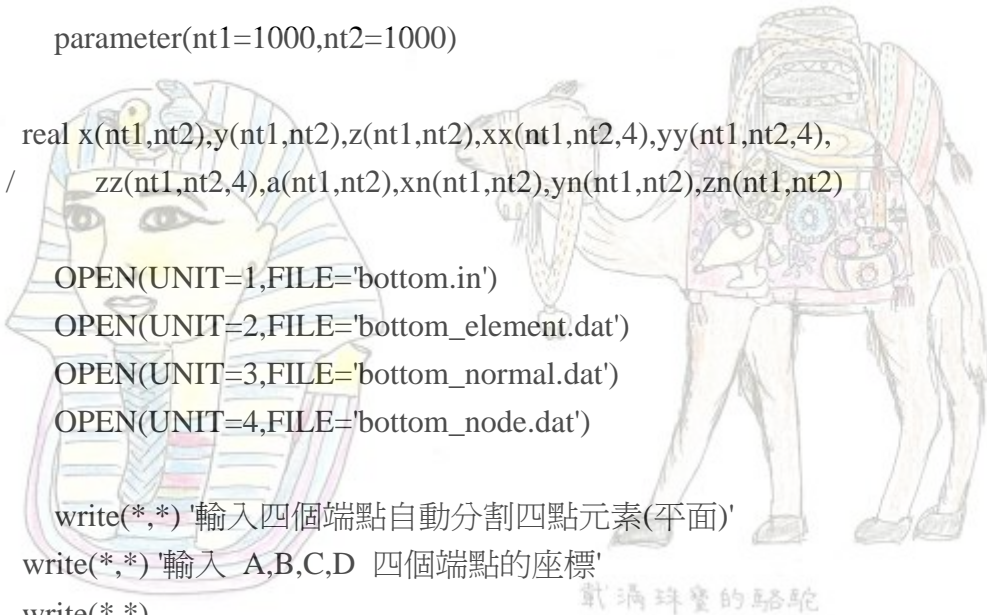 parameter(nt1=1000,nt2=1000)
real x(nt1,nt2),y(nt1,nt2),z(nt1,nt2),xx(nt1,nt2,4),yy(nt1,nt2,4),
/ zz(nt1,nt2,4),a(nt1,nt2),xn(nt1,nt2),yn(nt1,nt2),zn(nt1,nt2)
OPEN(UNIT=1,FILE='bottom.in')
OPEN(UNIT=2,FILE='bottom_element.dat')
OPEN(UNIT=3,FILE='bottom_normal.dat')
OPEN(UNIT=4,FILE='bottom_node.dat')
write(*,*) '輸入四個端點自動分割四點元素(平面)'
write(*,*) '輸入 A,B,C,D 四個端點的座標'
write(*,*)
戴滿珠寶的駱駝